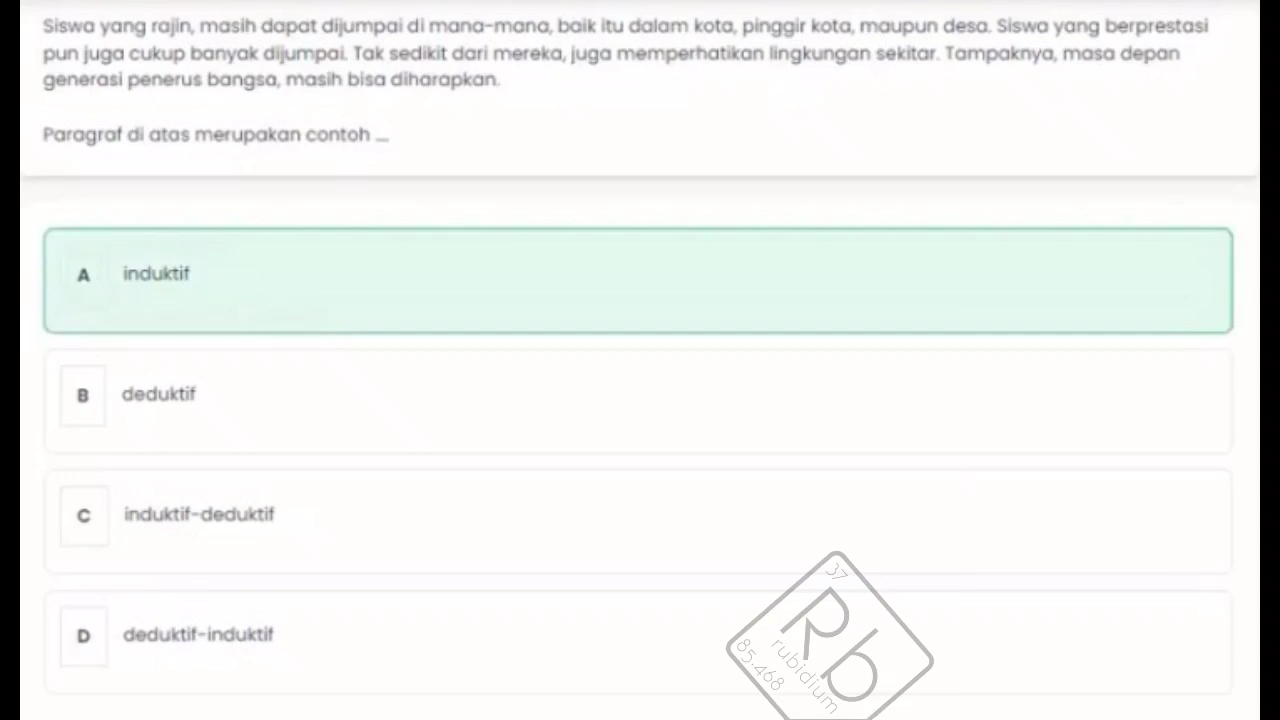 Siswa yang rajin, masih dapat dijumpai di mana-mana, baik itu dalam kota, pinggir kota, maupun desa. Siswa yang berprestasi
pun juga cukup banyak dijumpai. Tak sedikit dari mereka, juga memperhatikan lingkungan sekitar. Tampaknya, masa depan
generasi penerus bangsa, masih bisa diharapkan.
Paragraf di atas merupakan contoh ...
A induktif
B deduktif
C induktif-deduktif
D deduktif-induktif
37
Rb
rubidium
85.468